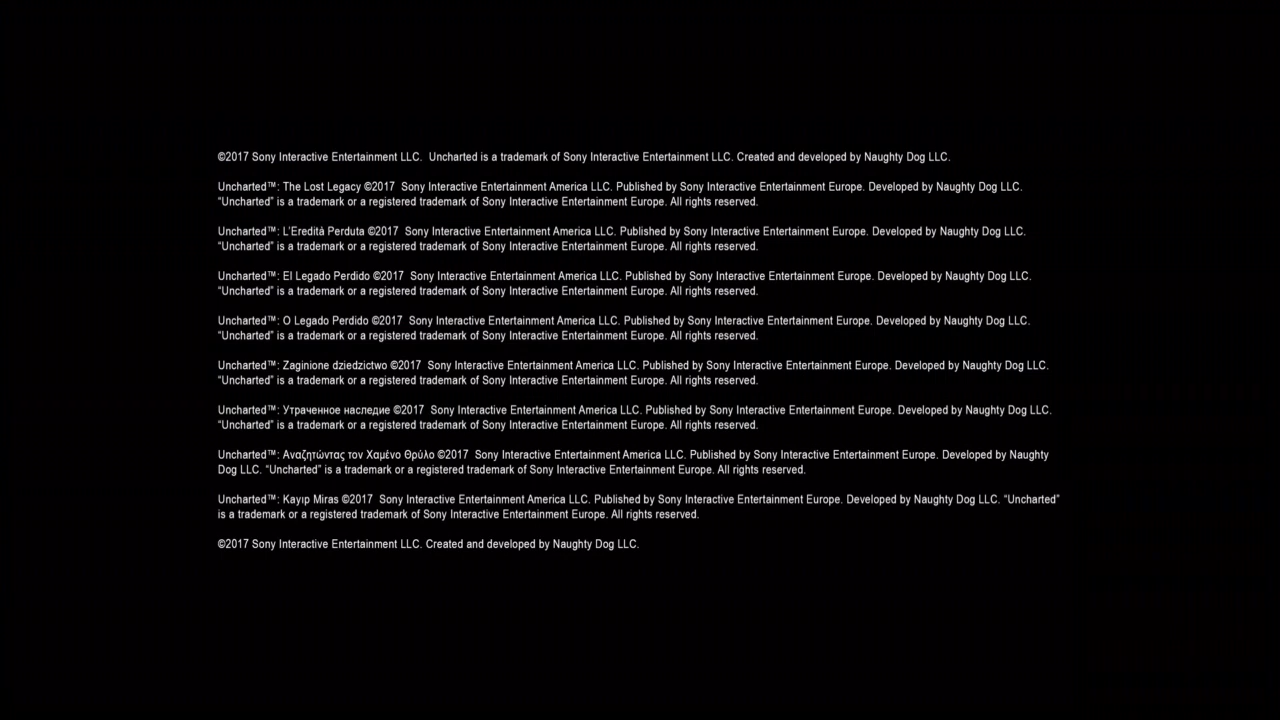 ©2017 Sony Interactive Entertainment LLC.  Uncharted is a trademark of Sony Interactive Entertainment LLC. Created and developed by Naughty Dog LLC.
Uncharted™: The Lost Legacy ©2017  Sony Interactive Entertainment America LLC. Published by Sony Interactive Entertainment Europe. Developed by Naughty Dog LLC.
“Uncharted” is a trademark or a registered trademark of Sony Interactive Entertainment Europe. All rights reserved.
Uncharted™: L’Eredità Perduta ©2017  Sony Interactive Entertainment America LLC. Published by Sony Interactive Entertainment Europe. Developed by Naughty Dog LLC.
“Uncharted” is a trademark or a registered trademark of Sony Interactive Entertainment Europe. All rights reserved.
Uncharted™: El Legado Perdido ©2017  Sony Interactive Entertainment America LLC. Published by Sony Interactive Entertainment Europe. Developed by Naughty Dog LLC.
“Uncharted” is a trademark or a registered trademark of Sony Interactive Entertainment Europe. All rights reserved.
Uncharted™: O Legado Perdido ©2017  Sony Interactive Entertainment America LLC. Published by Sony Interactive Entertainment Europe. Developed by Naughty Dog LLC.
“Uncharted” is a trademark or a registered trademark of Sony Interactive Entertainment Europe. All rights reserved.
Uncharted™: Zaginione dziedzictwo ©2017  Sony Interactive Entertainment America LLC. Published by Sony Interactive Entertainment Europe. Developed by Naughty Dog LLC.
“Uncharted” is a trademark or a registered trademark of Sony Interactive Entertainment Europe. All rights reserved.
Uncharted™: Утраченное наследие ©2017  Sony Interactive Entertainment America LLC. Published by Sony Interactive Entertainment Europe. Developed by Naughty Dog LLC.
“Uncharted” is a trademark or a registered trademark of Sony Interactive Entertainment Europe. All rights reserved.
Uncharted™: Αναζητώντας τον Χαμένο Θρύλο ©2017  Sony Interactive Entertainment America LLC. Published by Sony Interactive Entertainment Europe. Developed by Naughty
Dog LLC. “Uncharted” is a trademark or a registered trademark of Sony Interactive Entertainment Europe. All rights reserved.
Uncharted™: Kayıp Miras ©2017  Sony Interactive Entertainment America LLC. Published by Sony Interactive Entertainment Europe. Developed by Naughty Dog LLC. “Uncharted”
is a trademark or a registered trademark of Sony Interactive Entertainment Europe. All rights reserved.
©2017 Sony Interactive Entertainment LLC. Created and developed by Naughty Dog LLC.